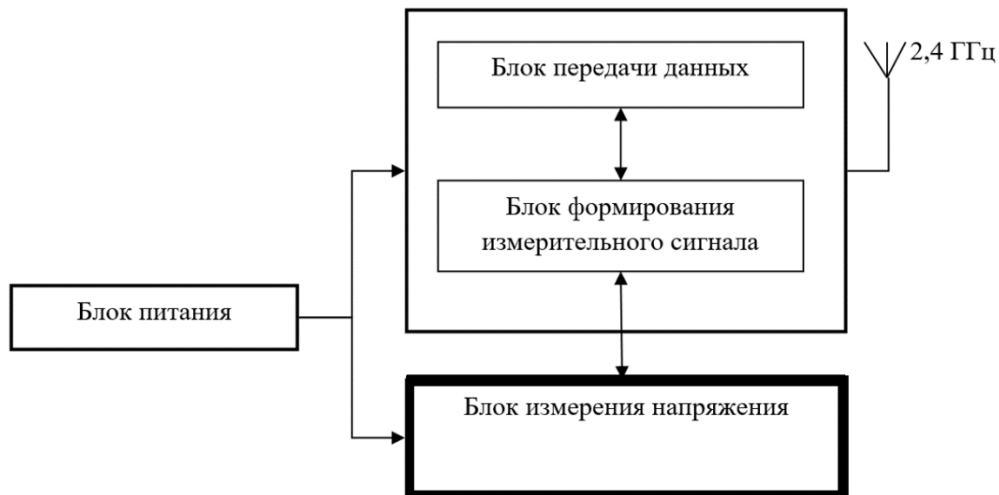 Блок передачи данных
2,4 ГГц
Блок формирования
измерительного сигнала
Блок питания
Блок измерения напряжения